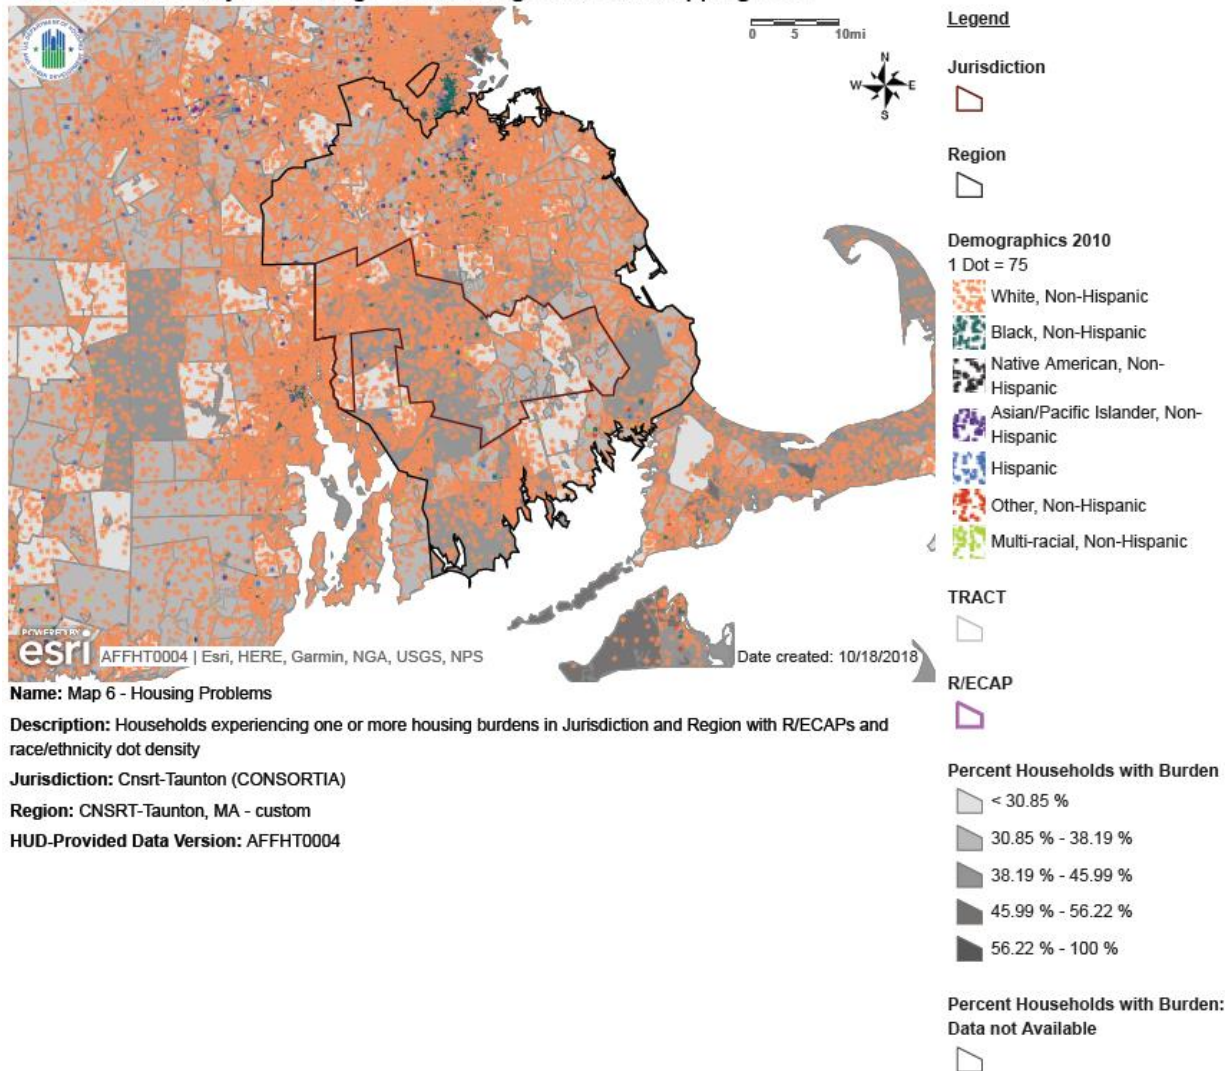 0 5 10mi
N
W E
S
POWERED BY
esri
AFFHT0004 | Esri, HERE, Garmin, NGA, USGS, NPS
Date created: 10/18/2018
Name: Map 6 - Housing Problems
Description: Households experiencing one or more housing burdens in Jurisdiction and Region with R/ECAPs and
race/ethnicity dot density
Jurisdiction: Cnsrt-Taunton (CONSORTIA)
Region: CNSRT-Taunton, MA - custom
HUD-Provided Data Version: AFFHT0004
Legend
Jurisdiction
Region
Demographics 2010
1 Dot = 75
White, Non-Hispanic
Black, Non-Hispanic
Native American, Non-
Hispanic
Asian/Pacific Islander, Non-
Hispanic
Hispanic
Other, Non-Hispanic
Multi-racial, Non-Hispanic
TRACT
R/ECAP
Percent Households with Burden
< 30.85 %
30.85 % - 38.19 %
38.19 % - 45.99 %
45.99 % - 56.22 %
56.22 % - 100 %
Percent Households with Burden:
Data not Available